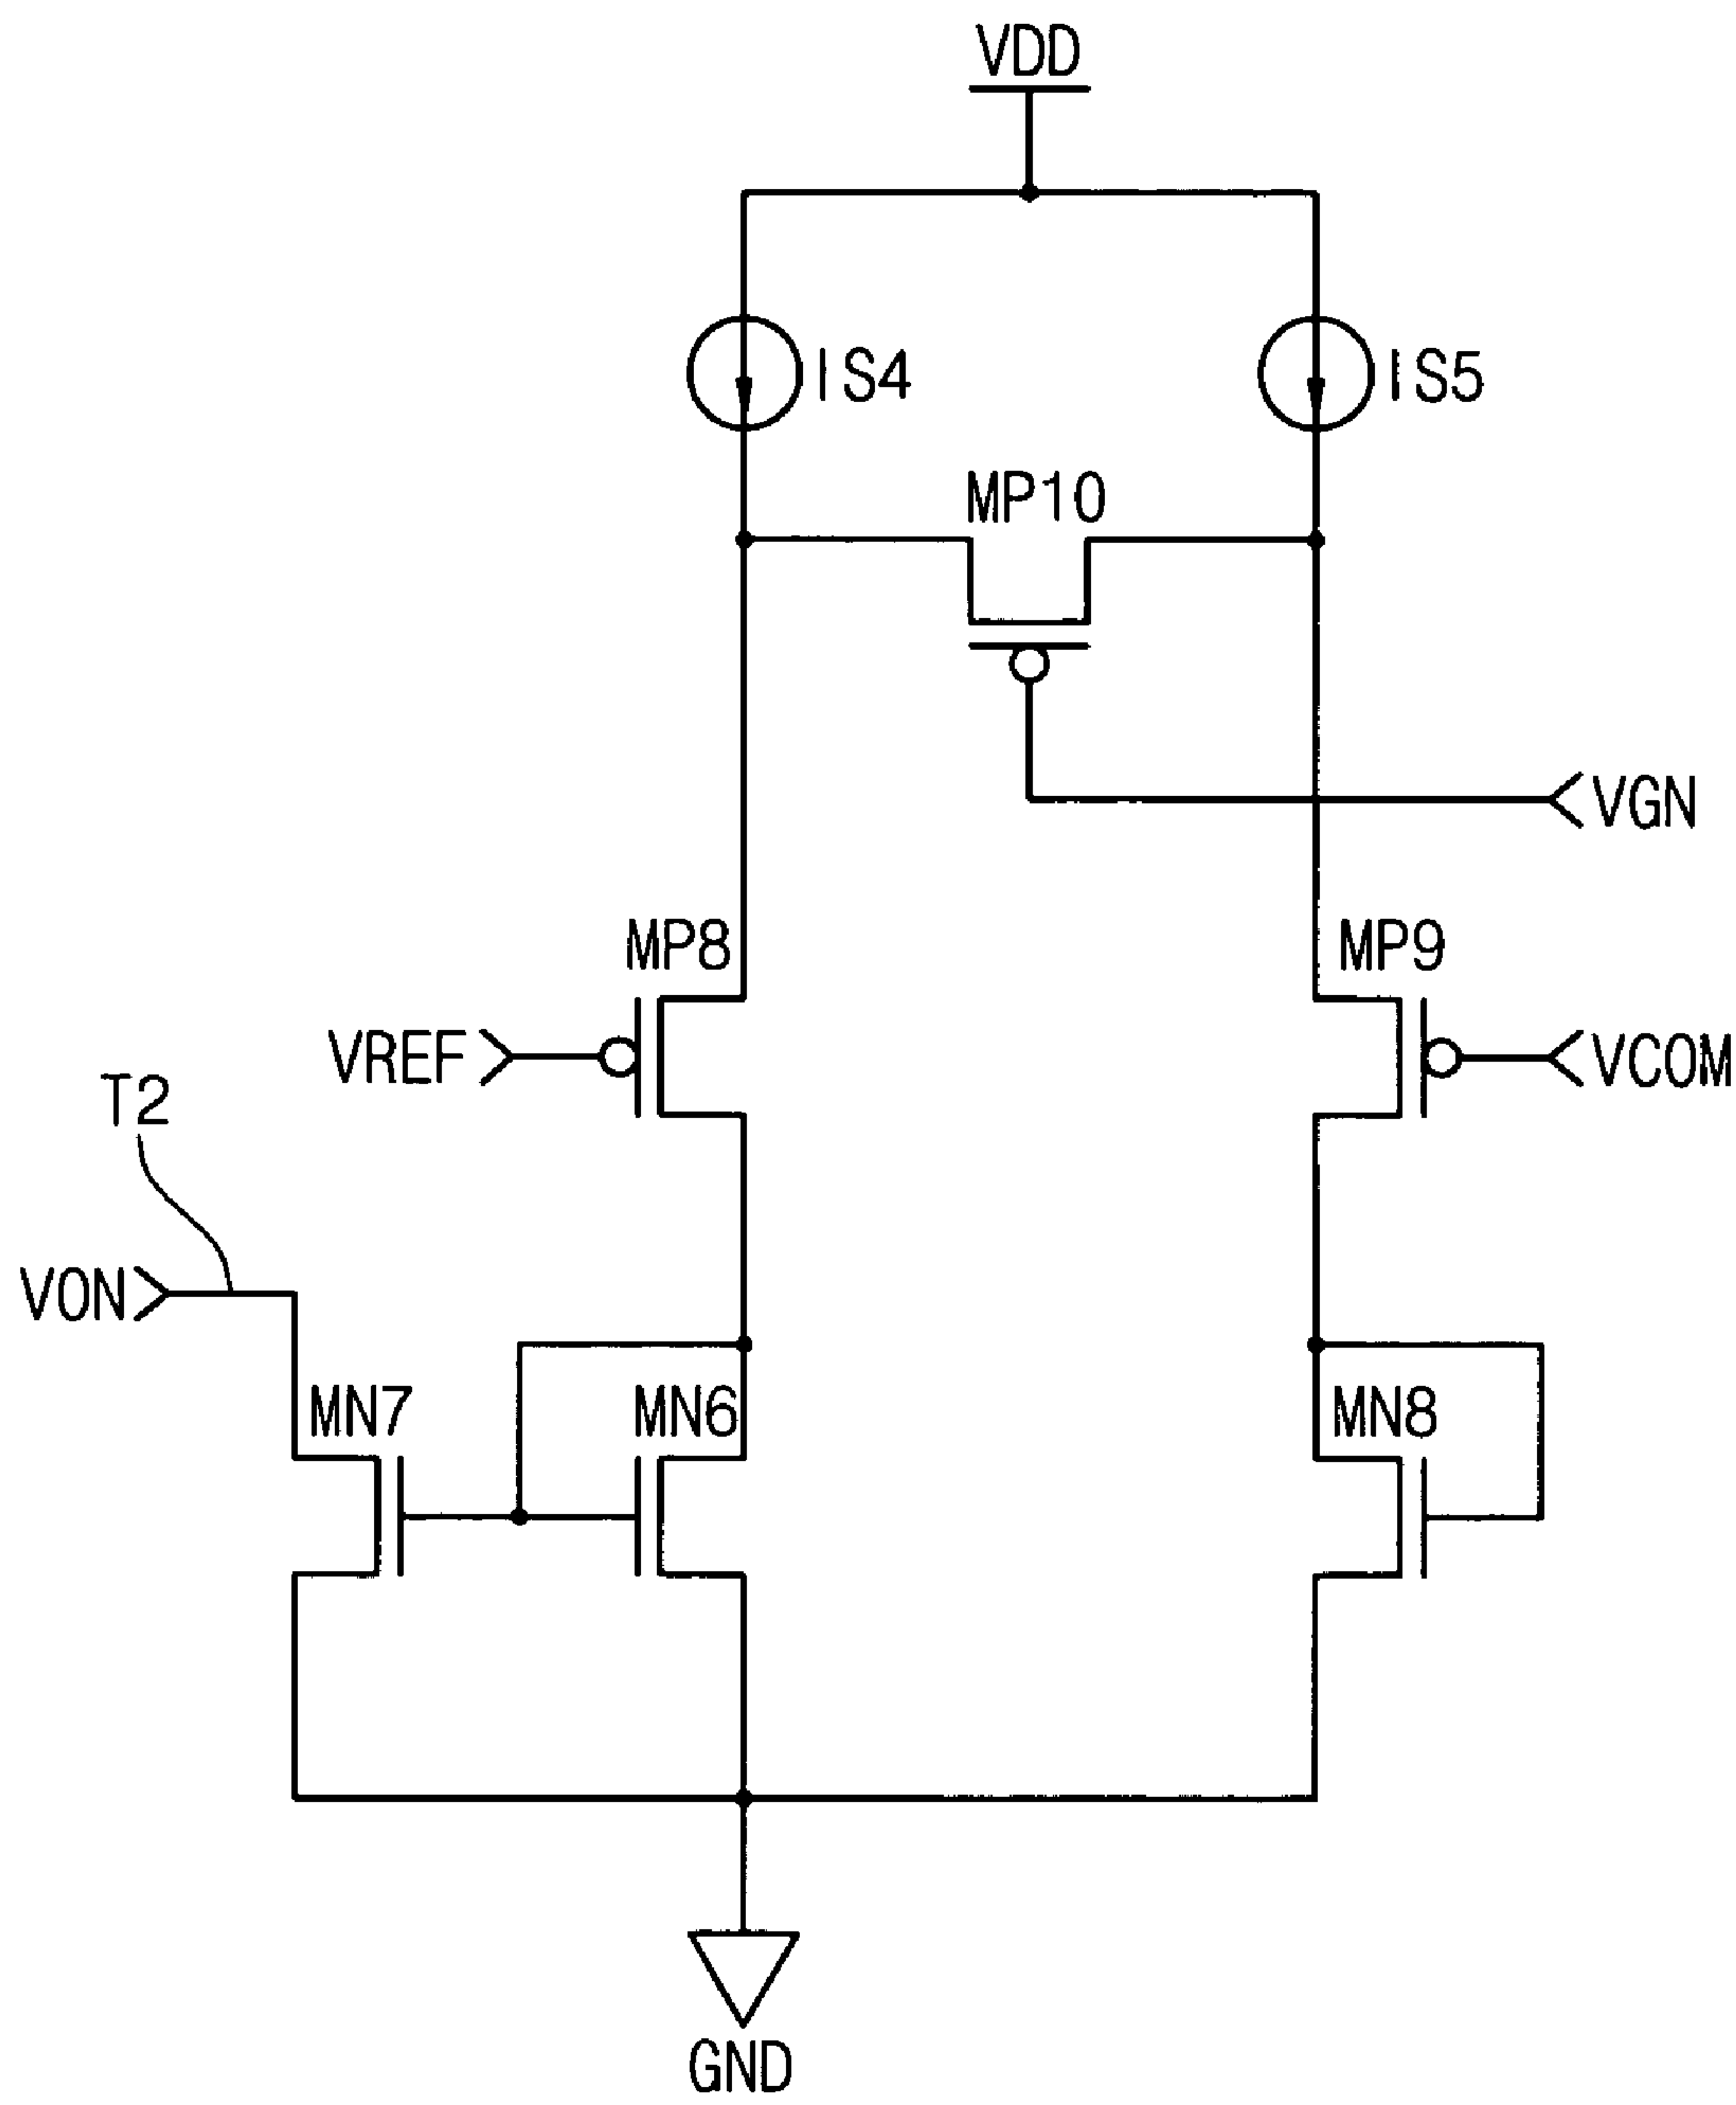 VDD
IS4
IS5
MP10
VGN
MP8
MP9
VREF
VCOM
T2
VON
MN7
MN6
MN8
GND